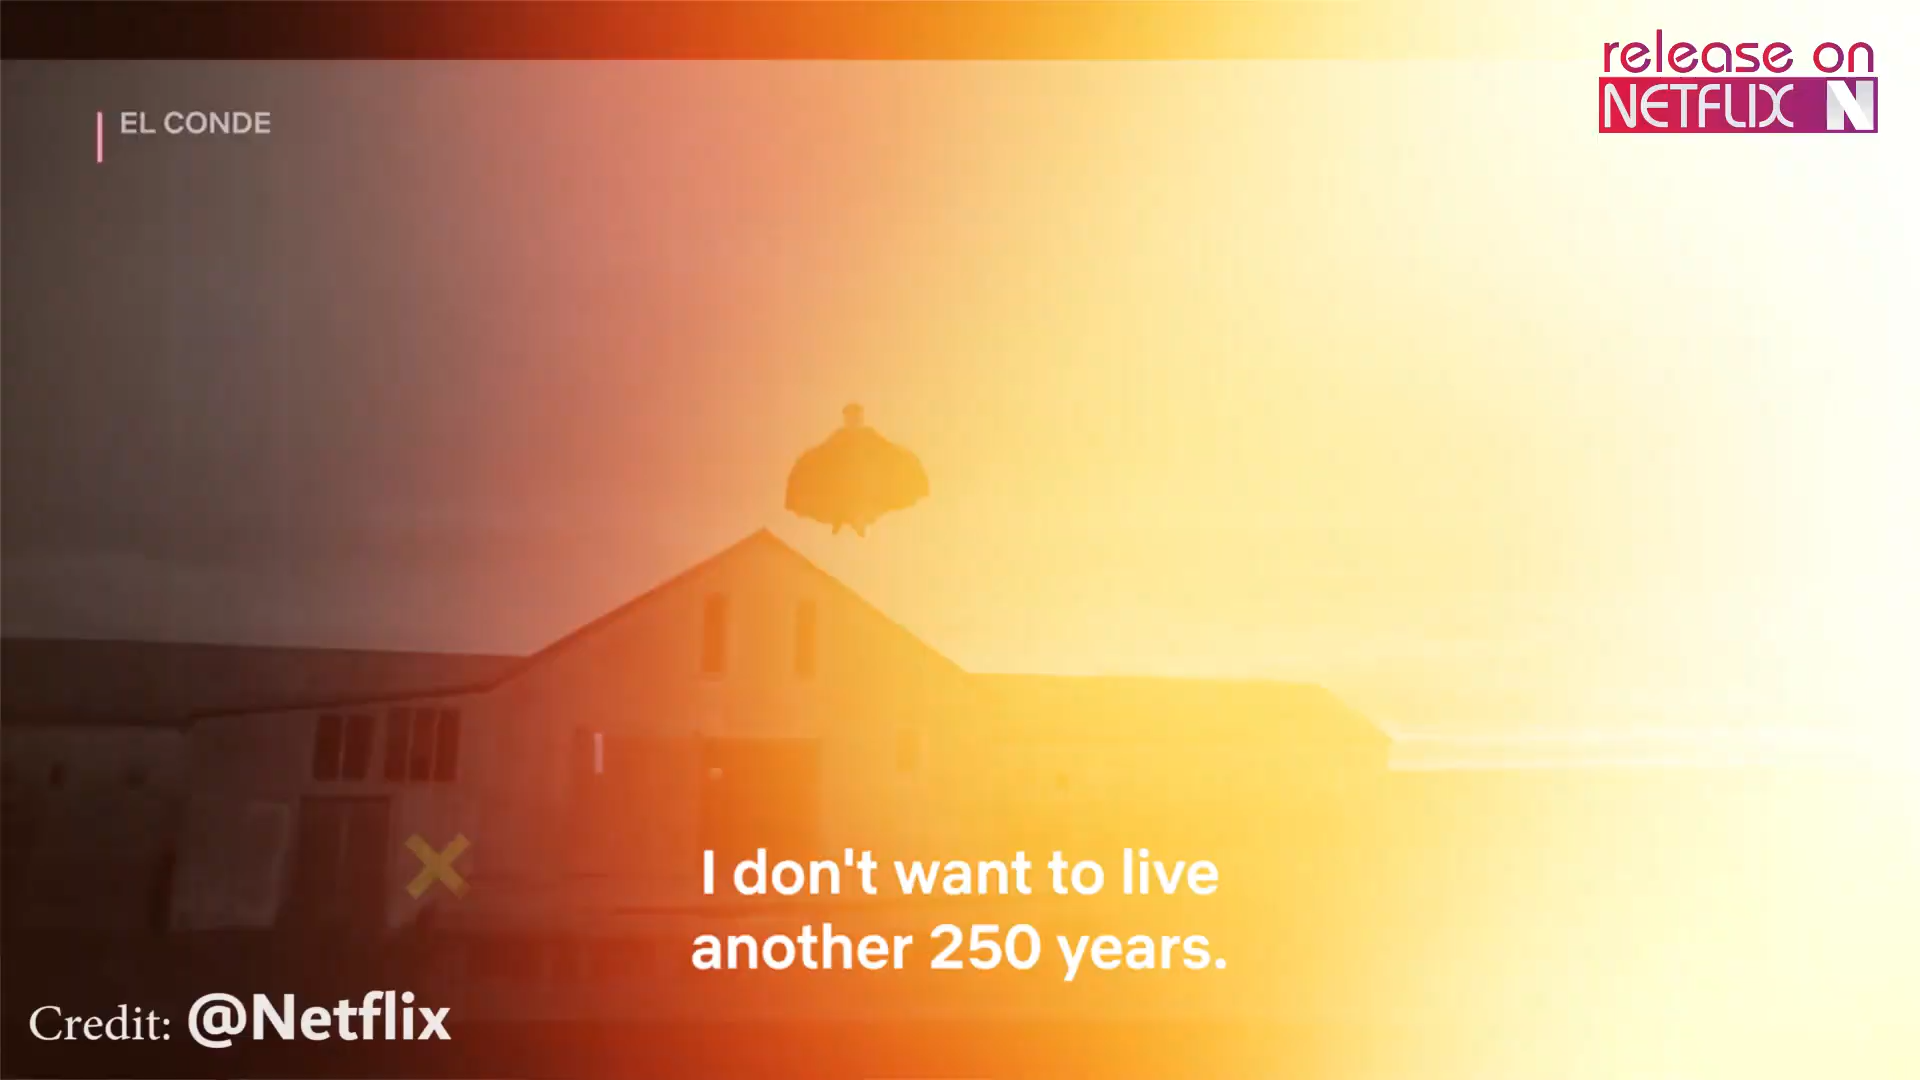 release on
NETFLIX N
EL CONDE
I don't want to live
another 250 years.
Credit: @Netflix